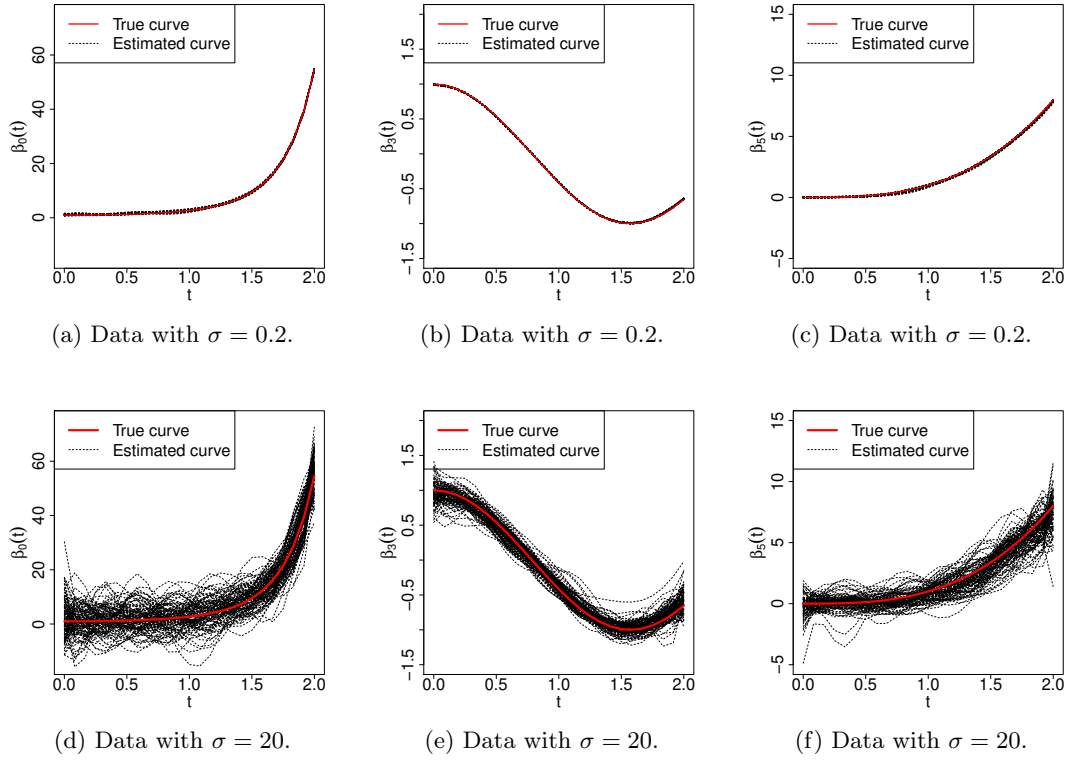 True curve
Estimated curve
β0(t)
60
40
20
0
0.0 0.5 1.0 1.5 2.0
t
(a) Data with σ = 0.2.
True curve
Estimated curve
β3(t)
1.5
0.5
−0.5
−1.5
0.0 0.5 1.0 1.5 2.0
t
(b) Data with σ = 0.2.
True curve
Estimated curve
β5(t)
15
10
5
0
−5
0.0 0.5 1.0 1.5 2.0
t
(c) Data with σ = 0.2.
True curve
Estimated curve
β0(t)
60
40
20
0
0.0 0.5 1.0 1.5 2.0
t
(d) Data with σ = 20.
True curve
Estimated curve
β3(t)
1.5
0.5
−0.5
−1.5
0.0 0.5 1.0 1.5 2.0
t
(e) Data with σ = 20.
True curve
Estimated curve
β5(t)
15
10
5
0
−5
0.0 0.5 1.0 1.5 2.0
t
(f) Data with σ = 20.